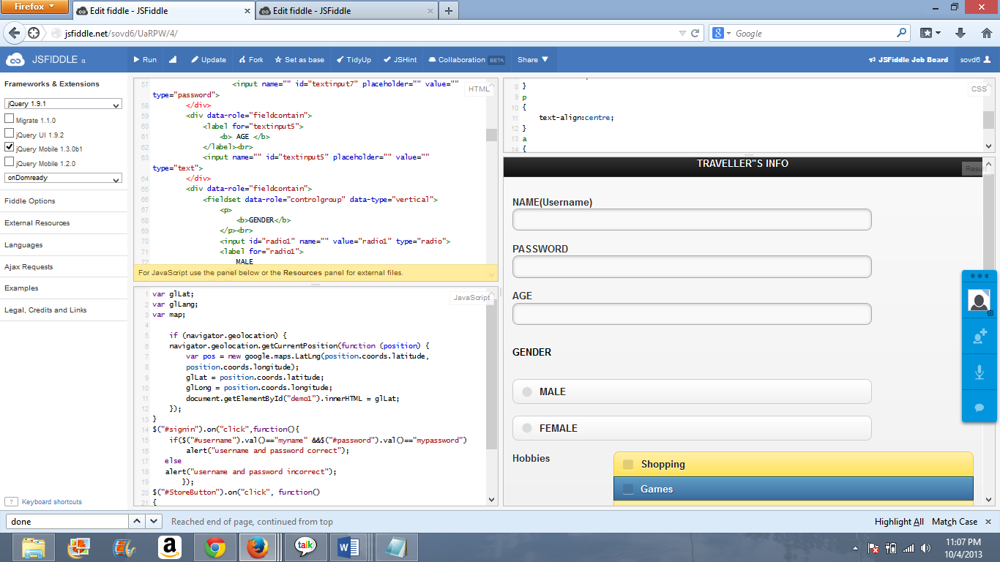 Firefox
Edit fiddle - JSFiddle
Edit fiddle - JSFiddle
jsfiddle.net/sovd6/UaRPW/4/
Google
JSFIDDLE α
Run
Update
Fork
Set as base
TidyUp
JSHint
Collaboration BETA
Share
JSFiddle Job Board
sovd6
Frameworks & Extensions
jQuery 1.9.1
Migrate 1.1.0
jQuery UI 1.9.2
jQuery Mobile 1.3.0b1
jQuery Mobile 1.2.0
onDomready
Fiddle Options
External Resources
Languages
Ajax Requests
Examples
Legal, Credits and Links
? Keyboard shortcuts
HTML
57 <input name="" id="textinput7" placeholder="" value=""
type="password">
58 </div>
59 <div data-role="fieldcontain">
60 <label for="textinput5">
61 <b> AGE </b>
62 </label><br>
63 <input name="" id="textinput5" placeholder="" value=""
type="text">
64 </div>
65 <div data-role="fieldcontain">
66 <fieldset data-role="controlgroup" data-type="vertical">
67 <p>
68 <b>GENDER</b>
69 </p><br>
70 <input id="radio1" name="" value="radio1" type="radio">
71 <label for="radio1">
72 MALE
For JavaScript use the panel below or the Resources panel for external files.
JavaScript
1 var glLat;
2 var glLang;
3 var map;
4
5 if (navigator.geolocation) {
6 navigator.geolocation.getCurrentPosition(function (position) {
7 var pos = new google.maps.LatLng(position.coords.latitude,
8 position.coords.longitude);
9 glLat = position.coords.latitude;
10 glLong = position.coords.longitude;
11 document.getElementById("demo1").innerHTML = glLat;
12 });
13 }
14 $("#signin").on("click",function(){
15 if($("#username").val()=="myname" &&$("#password").val()=="mypassword")
16 alert("username and password correct");
17 else
18 alert("username and password incorrect");
19 });
20 $("#StoreButton").on("click", function()
21 {
CSS
8 }
9 p
10 {
11 text-align:centre;
12 }
13 a
14 {
TRAVELLER"S INFO
Result
NAME(Username)
PASSWORD
AGE
GENDER
MALE
FEMALE
Hobbies
Shopping
Games
done
Reached end of page, continued from top
Highlight All
Match Case
talk
11:07 PM
10/4/2013